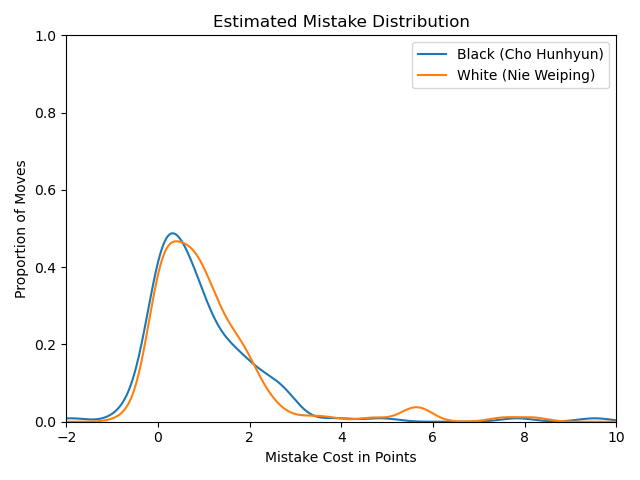 Estimated Mistake Distribution
Black (Cho Hunhyun)
White (Nie Weiping)
Proportion of Moves
1.0
0.8
0.6
0.4
0.2
0.0
−2
0
2
4
6
8
10
Mistake Cost in Points